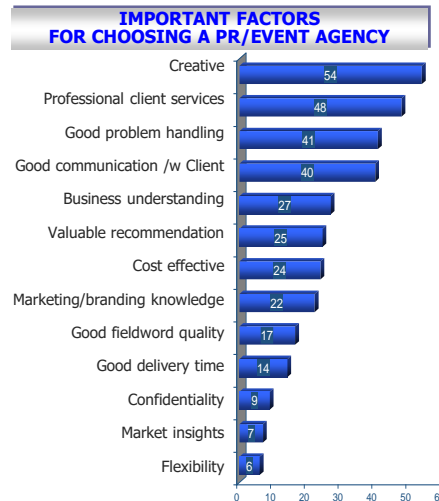 IMPORTANT FACTORS
FOR CHOOSING A PR/EVENT AGENCY
Creative 54
Professional client services 48
Good problem handling 41
Good communication /w Client 40
Business understanding 27
Valuable recommendation 25
Cost effective 24
Marketing/branding knowledge 22
Good fieldword quality 17
Good delivery time 14
Confidentiality 9
Market insights 7
Flexibility 6
0 10 20 30 40 50 60